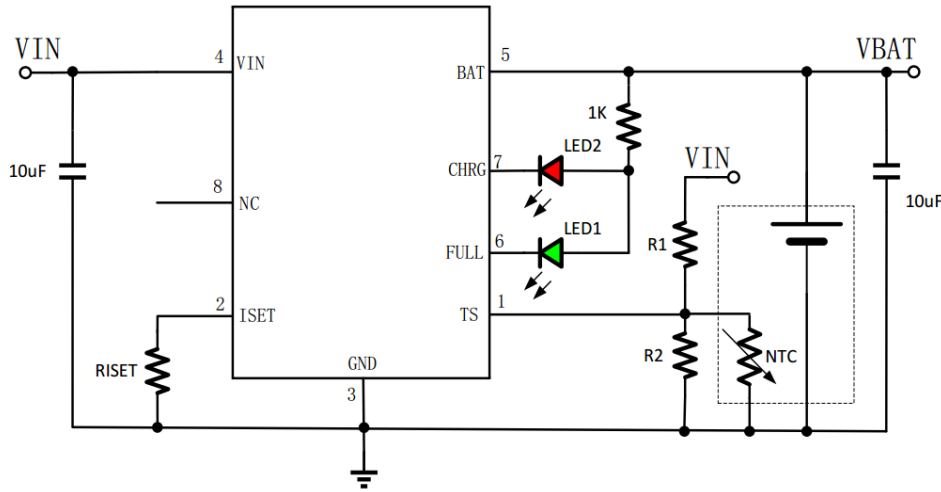 VIN
4
VIN
BAT
5
VBAT
1K
LED2
CHRG
7
VIN
10uF
10uF
8
NC
LED1
R1
FULL
6
2
ISET
TS
1
R2
NTC
RISET
GND
3